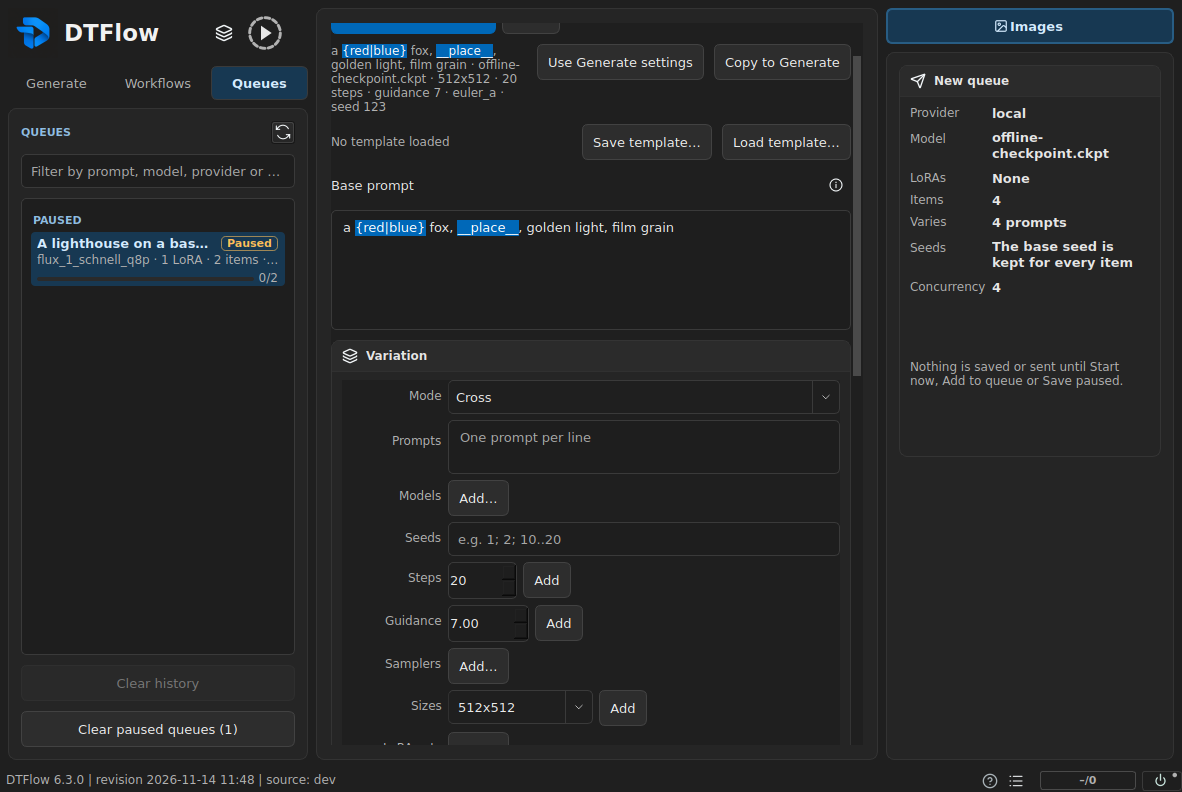 DTFlow
Generate
Workflows
Queues
QUEUES
Filter by prompt, model, provider or ...
PAUSED
A lighthouse on a bas...
Paused
flux_1_schnell_q8p · 1 LoRA · 2 items ·...
0/2
Clear history
Clear paused queues (1)
a {red|blue} fox, __place__,
golden light, film grain · offline-
checkpoint.ckpt · 512x512 · 20
steps · guidance 7 · euler_a ·
seed 123
Use Generate settings
Copy to Generate
No template loaded
Save template...
Load template...
Base prompt
a {red|blue} fox, __place__, golden light, film grain
Variation
Mode
Cross
Prompts
One prompt per line
Models
Add...
Seeds
e.g. 1; 2; 10..20
Steps
20
Add
Guidance
7.00
Add
Samplers
Add...
Sizes
512x512
Add
Images
New queue
Provider
local
Model
offline-
checkpoint.ckpt
LoRAs
None
Items
4
Varies
4 prompts
Seeds
The base seed is
kept for every item
Concurrency
4
Nothing is saved or sent until Start
now, Add to queue or Save paused.
DTFlow 6.3.0 | revision 2026-11-14 11:48 | source: dev
–/0